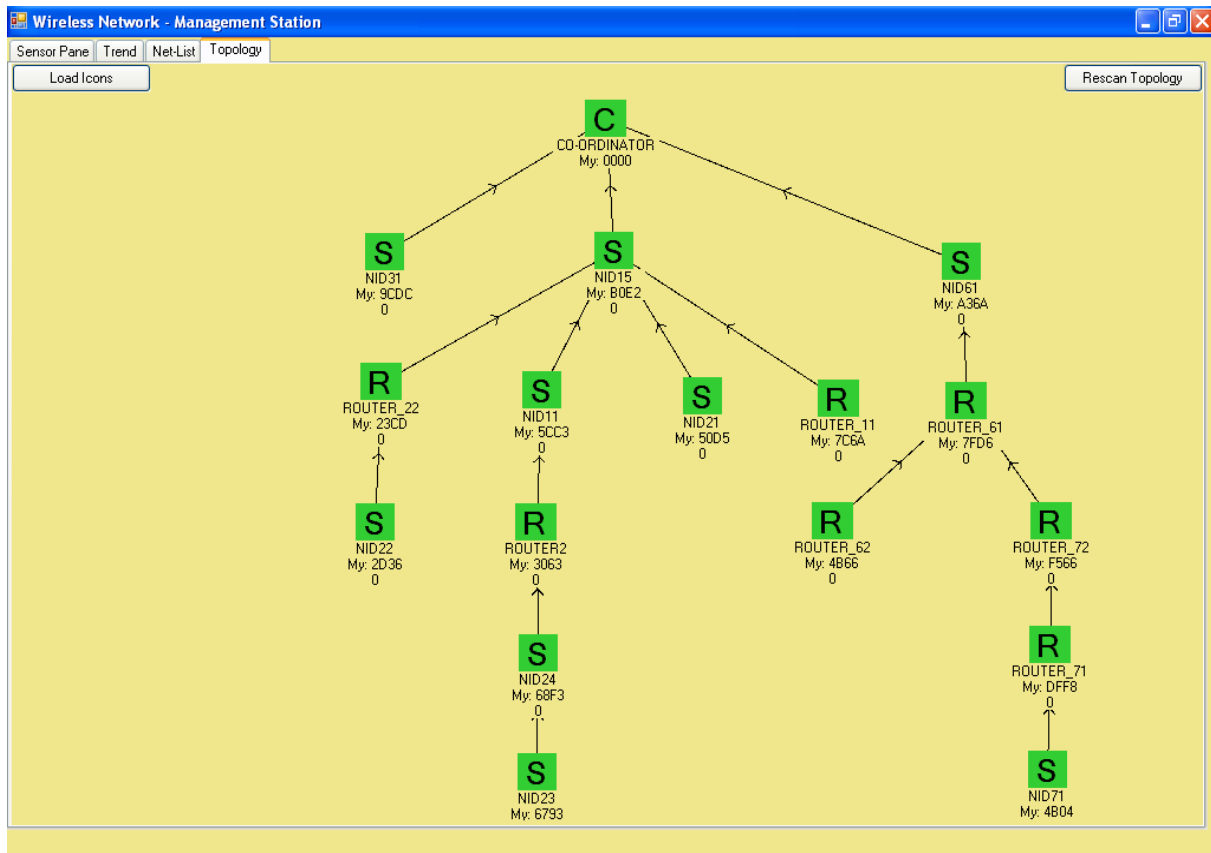 Wireless Network - Management Station
Sensor Pane Trend Net-List Topology
Load Icons
Rescan Topology
C
CO-ORDINATOR
My: 0000
S
NID31
My: 9CDC
0
S
NID15
My: B0E2
0
S
NID61
My: A36A
0
R
ROUTER_22
My: 23CD
0
S
NID11
My: 5CC3
0
S
NID21
My: 50D5
0
R
ROUTER_11
My: 7C6A
0
R
ROUTER_61
My: 7FD6
0
S
NID22
My: 2D36
0
R
ROUTER2
My: 3063
0
R
ROUTER_62
My: 4B66
0
R
ROUTER_72
My: F566
0
S
NID24
My: 68F3
0
R
ROUTER_71
My: DFF8
0
S
NID23
My: 6793
S
NID71
My: 4B04